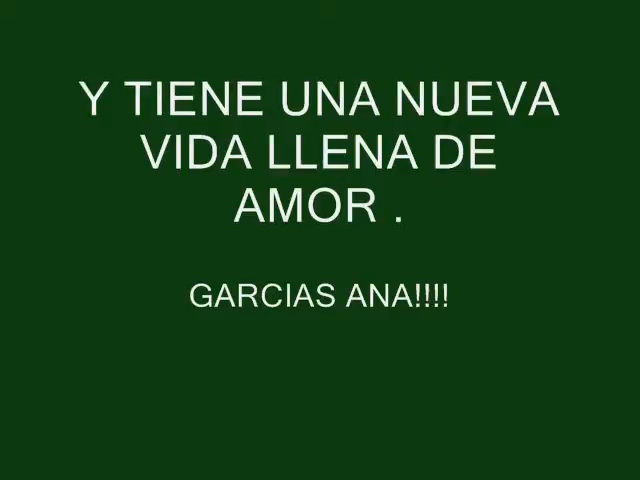 Y TIENE UNA NUEVA
VIDA LLENA DE
AMOR .
GARCIAS ANA!!!!